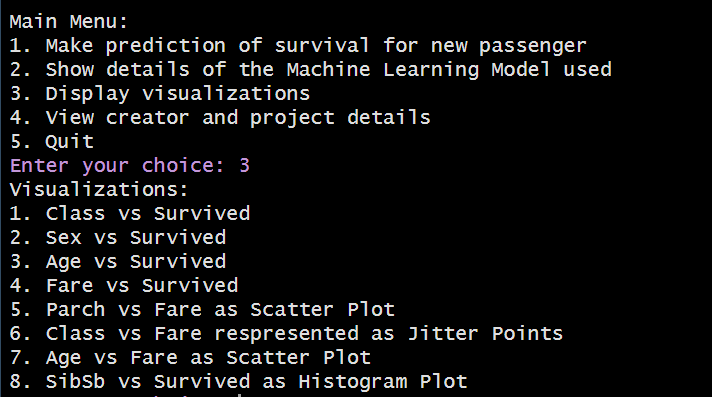 Main Menu:
1. Make prediction of survival for new passenger
2. Show details of the Machine Learning Model used
3. Display visualizations
4. View creator and project details
5. Quit
Enter your choice: 3
Visualizations:
1. Class vs Survived
2. Sex vs Survived
3. Age vs Survived
4. Fare vs Survived
5. Parch vs Fare as Scatter Plot
6. Class vs Fare respresented as Jitter Points
7. Age vs Fare as Scatter Plot
8. SibSb vs Survived as Histogram Plot